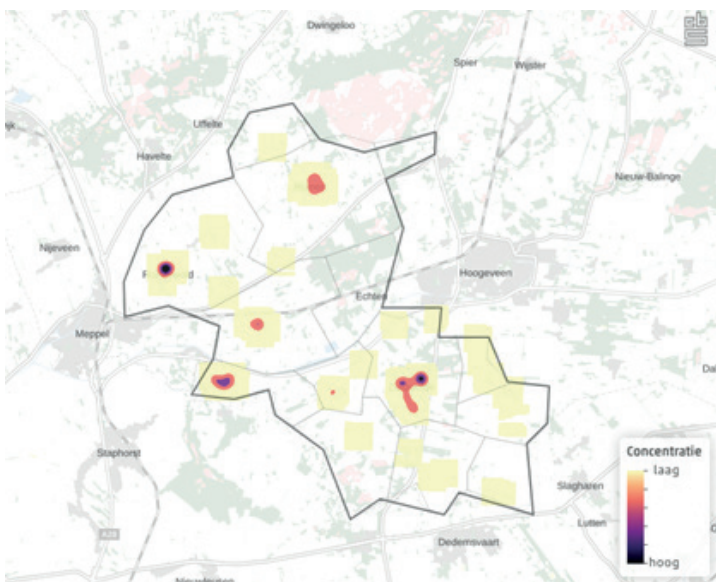 Dwingeloo
Spier
Wijster
Uffelte
Havelte
Nieuw-Balinge
Nijeveen
Hoogeveen
Echten
Meppel
Staphorst
Concentratie
laag
hoog
Slagharen
A28
Lutten
Dedemsvaart